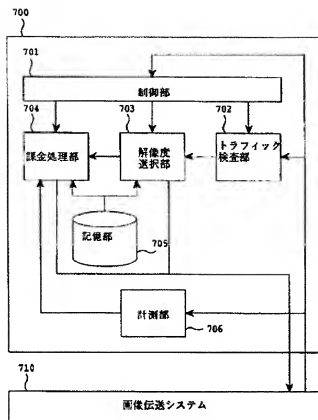 700
701
制御部
704
703
702
課金処理部
解像度
選択部
トラフィック
検査部
記憶部
705
計測部
706
710
画像伝送システム